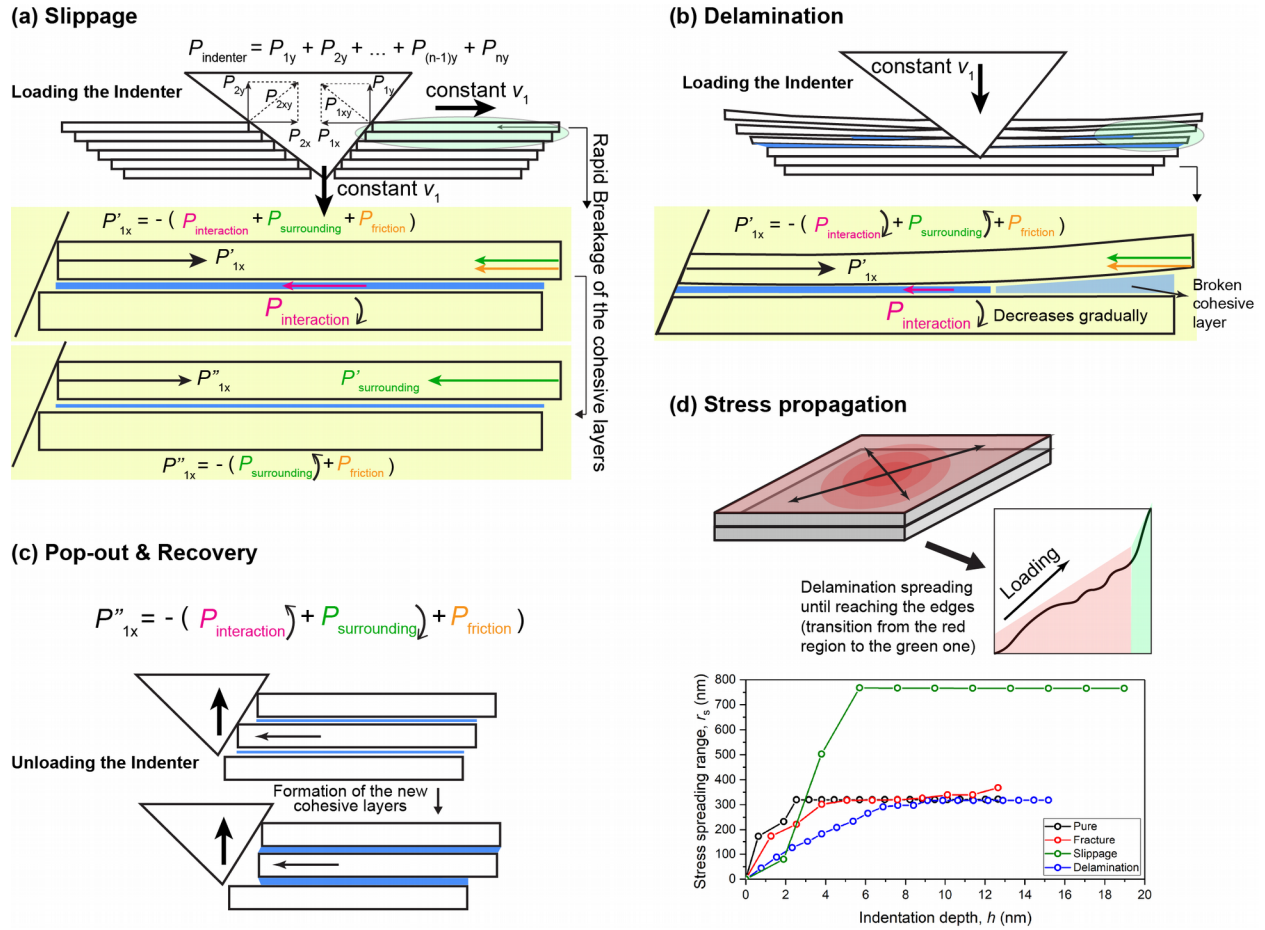 (a) Slippage
P_indenter = P_1y + P_2y + ... + P_(n-1)y + P_ny
Loading the Indenter
P_2y
P_2xy
P_2x
P_1y
P_1xy
P_1x
constant v_1
constant v_1
Rapid Breakage of the cohesive layers
P'_1x = - ( P_interaction + P_surrounding + P_friction )
P'_1x
P_interaction
P"_1x
P'_surrounding
P"_1x = - ( P_surrounding + P_friction )
(b) Delamination
constant v_1
Loading the Indenter
P'_1x = - ( P_interaction + P_surrounding + P_friction )
P'_1x
P_interaction
Decreases gradually
Broken
cohesive
layer
(c) Pop-out & Recovery
P"_1x = - ( P_interaction + P_surrounding + P_friction )
Unloading the Indenter
Formation of the new
cohesive layers
(d) Stress propagation
Delamination spreading
until reaching the edges
(transition from the red
region to the green one)
Loading
Stress spreading range, r_s (nm)
800
700
600
500
400
300
200
100
0
0 2 4 6 8 10 12 14 16 18 20
Indentation depth, h (nm)
Pure
Fracture
Slippage
Delamination